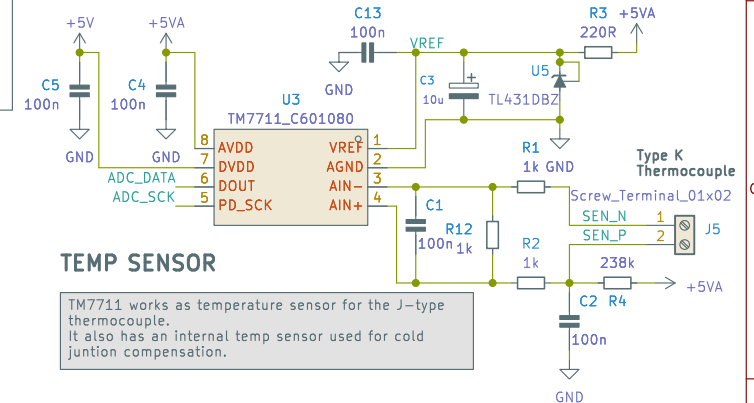 +5V
+5VA
C13
100n
VREF
R3
220R
+5VA
C5
100n
C4
100n
GND
C3
10u
U5
TL431DBZ
U3
TM7711_C601080
GND
GND
8
AVDD
VREF
1
7
DVDD
AGND
2
ADC_DATA
6
DOUT
AIN-
3
ADC_SCK
5
PD_SCK
AIN+
4
R1
1k
GND
Type K
Thermocouple
Screw_Terminal_01x02
SEN_N
1
SEN_P
2
J5
C1
100n
R12
1k
R2
1k
238k
R4
+5VA
C2
100n
GND
TEMP SENSOR
TM7711 works as temperature sensor for the J-type
thermocouple.
It also has an internal temp sensor used for cold
juntion compensation.